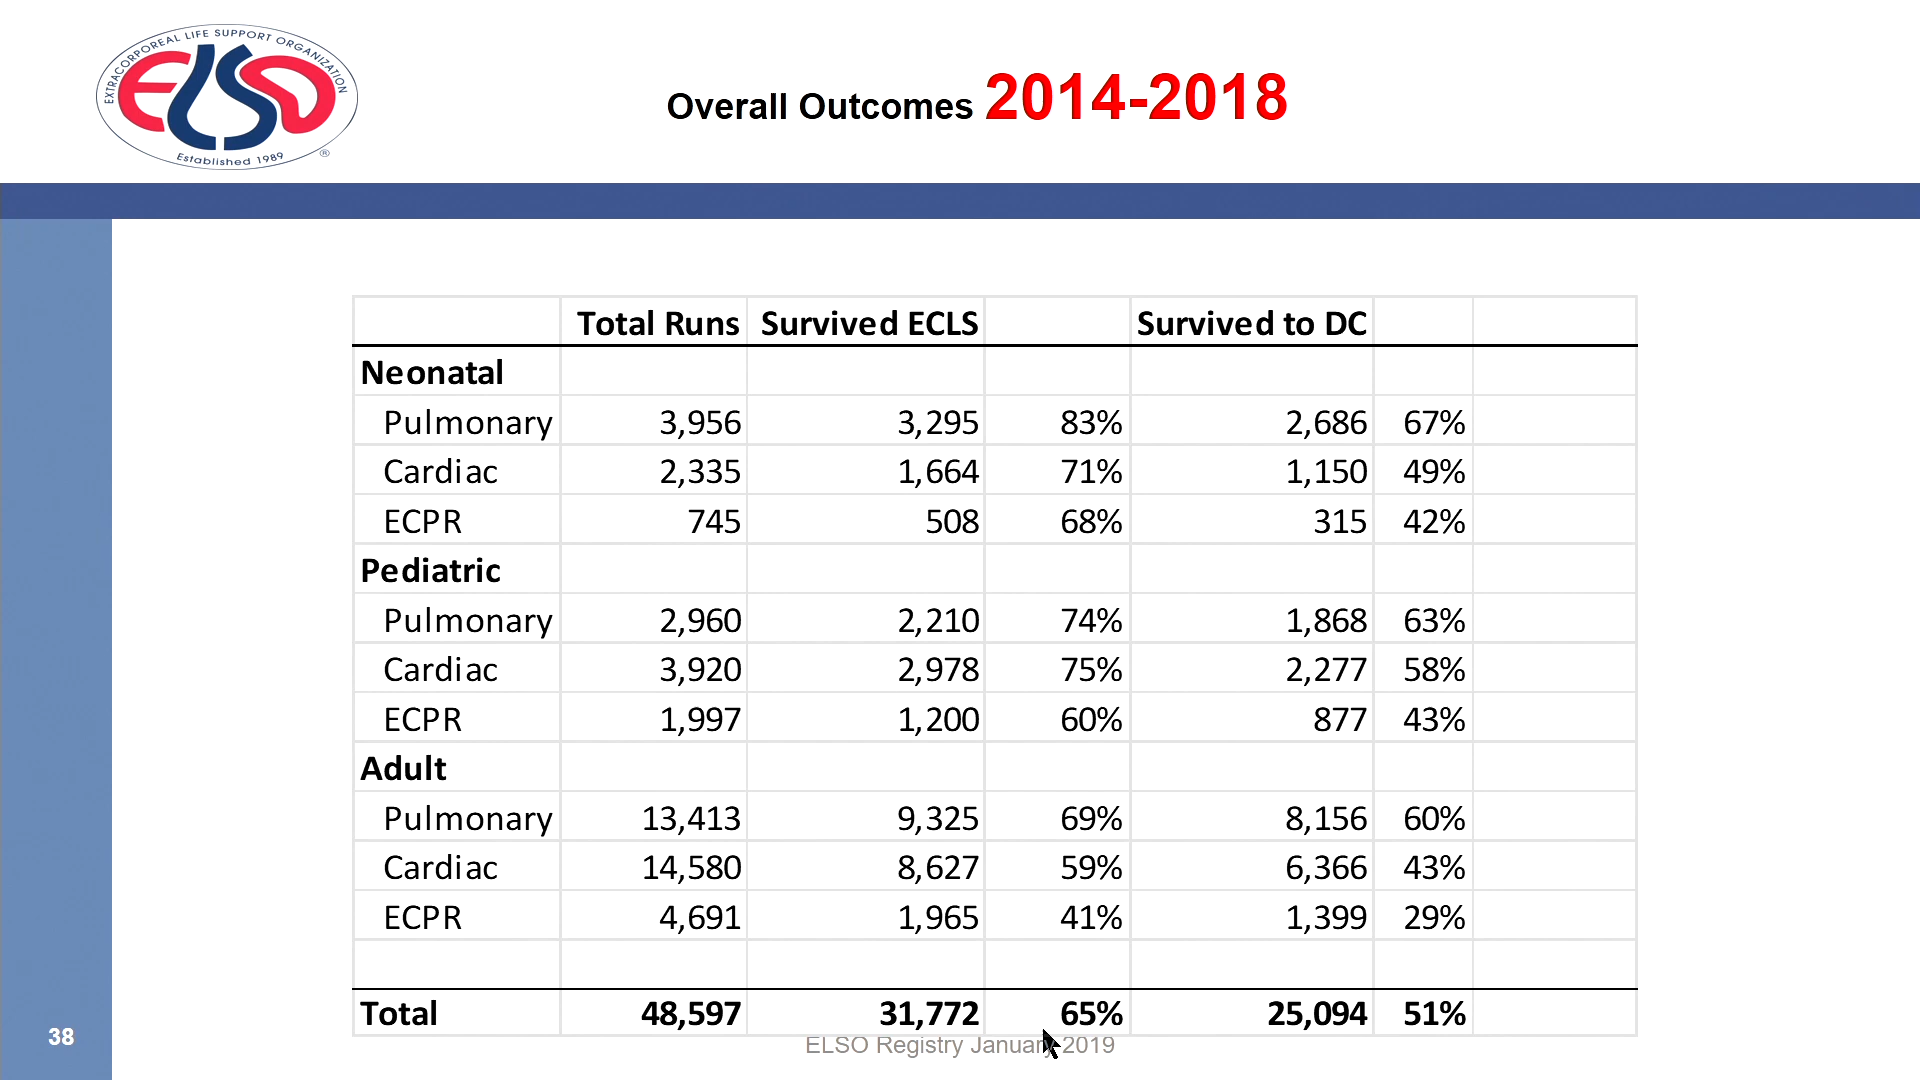 EXTRACORPOREAL LIFE SUPPORT ORGANIZATION
ELSO
Established 1989 ®
Overall Outcomes 2014-2018
Total Runs Survived ECLS Survived to DC
Neonatal
Pulmonary 3,956 3,295 83% 2,686 67%
Cardiac 2,335 1,664 71% 1,150 49%
ECPR 745 508 68% 315 42%
Pediatric
Pulmonary 2,960 2,210 74% 1,868 63%
Cardiac 3,920 2,978 75% 2,277 58%
ECPR 1,997 1,200 60% 877 43%
Adult
Pulmonary 13,413 9,325 69% 8,156 60%
Cardiac 14,580 8,627 59% 6,366 43%
ECPR 4,691 1,965 41% 1,399 29%
Total 48,597 31,772 65% 25,094 51%
38
ELSO Registry January 2019